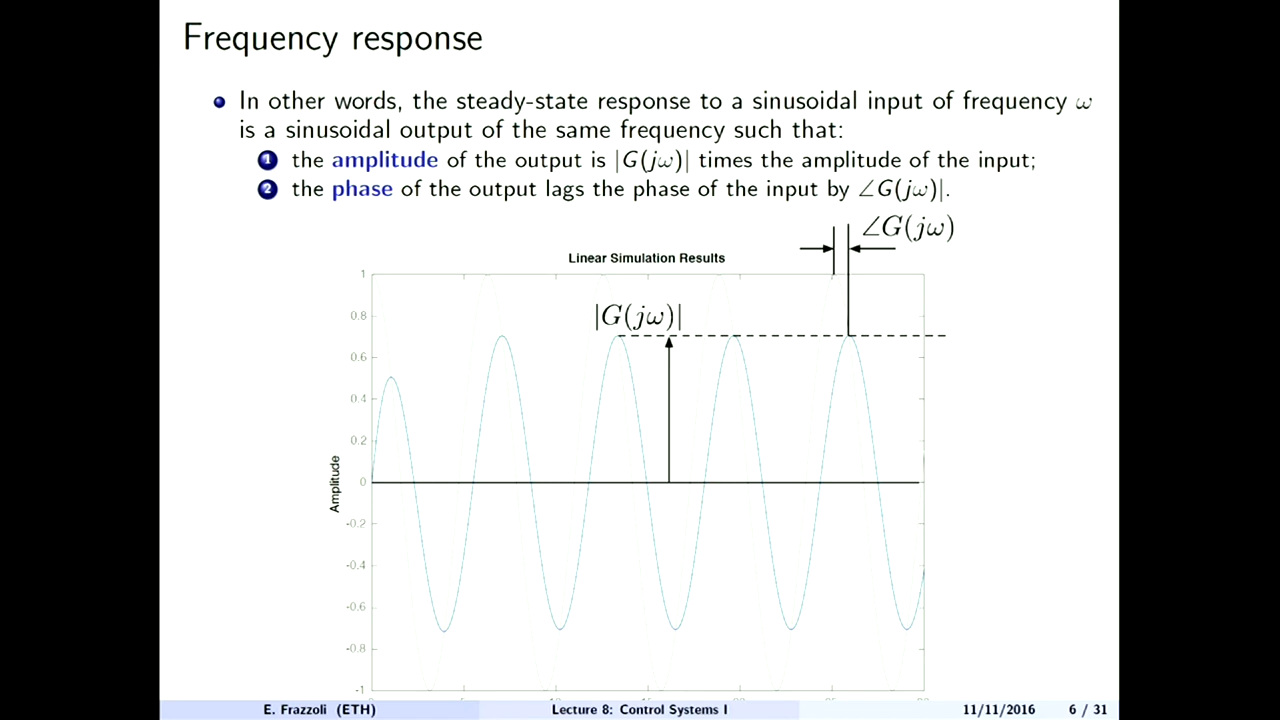 Frequency response
In other words, the steady-state response to a sinusoidal input of frequency ω
is a sinusoidal output of the same frequency such that:
1 the amplitude of the output is |G(jω)| times the amplitude of the input;
2 the phase of the output lags the phase of the input by ∠G(jω)|.
∠G(jω)
Linear Simulation Results
|G(jω)|
1
0.8
0.6
0.4
0.2
0
-0.2
-0.4
-0.6
-0.8
-1
Amplitude
E. Frazzoli (ETH)
Lecture 8: Control Systems I
11/11/2016
6 / 31